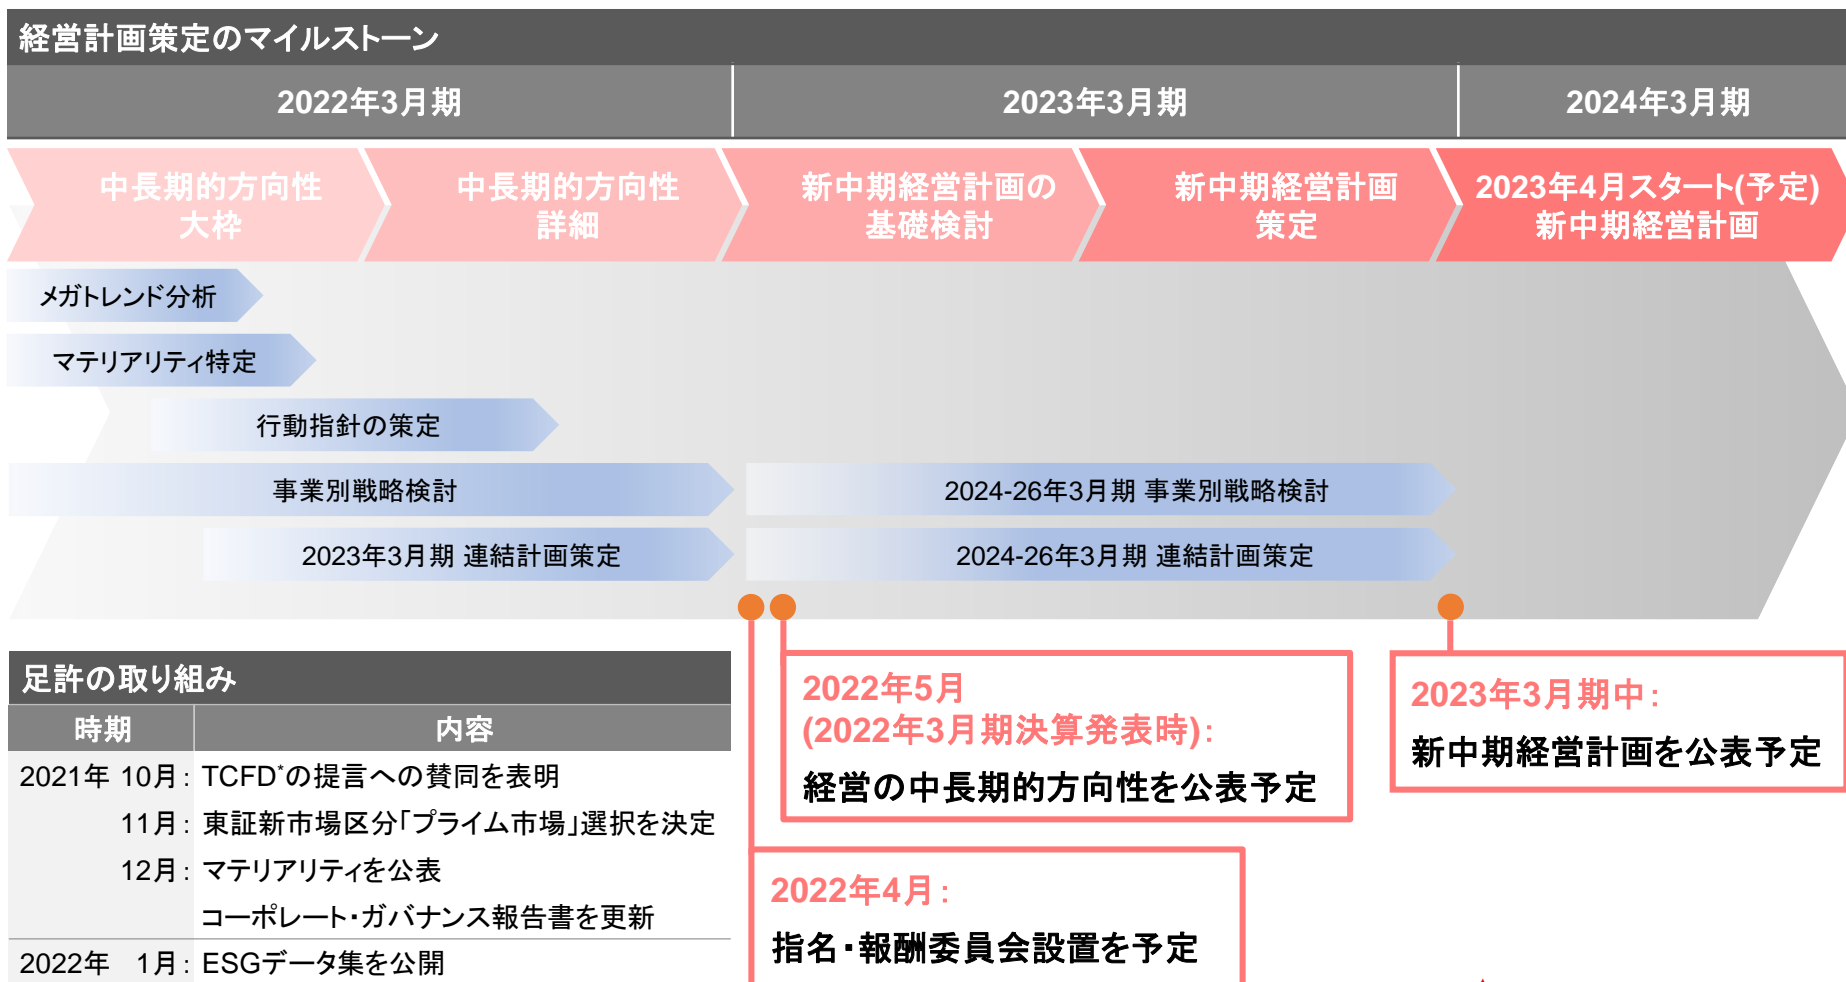 経営計画策定のマイルストーン
2022年3月期
2023年3月期
2024年3月期
中長期的方向性
大枠
中長期的方向性
詳細
新中期経営計画の
基礎検討
新中期経営計画
策定
2023年4月スタート(予定)
新中期経営計画
メガトレンド分析
マテリアリティ特定
行動指針の策定
事業別戦略検討
2024-26年3月期 事業別戦略検討
2023年3月期 連結計画策定
2024-26年3月期 連結計画策定
足許の取り組み
時期
内容
2021年 10月: TCFD*の提言への賛同を表明
11月: 東証新市場区分「プライム市場」選択を決定
12月: マテリアリティを公表
コーポレート・ガバナンス報告書を更新
2022年 1月: ESGデータ集を公開
2022年5月
(2022年3月期決算発表時):
経営の中長期的方向性を公表予定
2022年4月:
指名・報酬委員会設置を予定
2023年3月期中:
新中期経営計画を公表予定